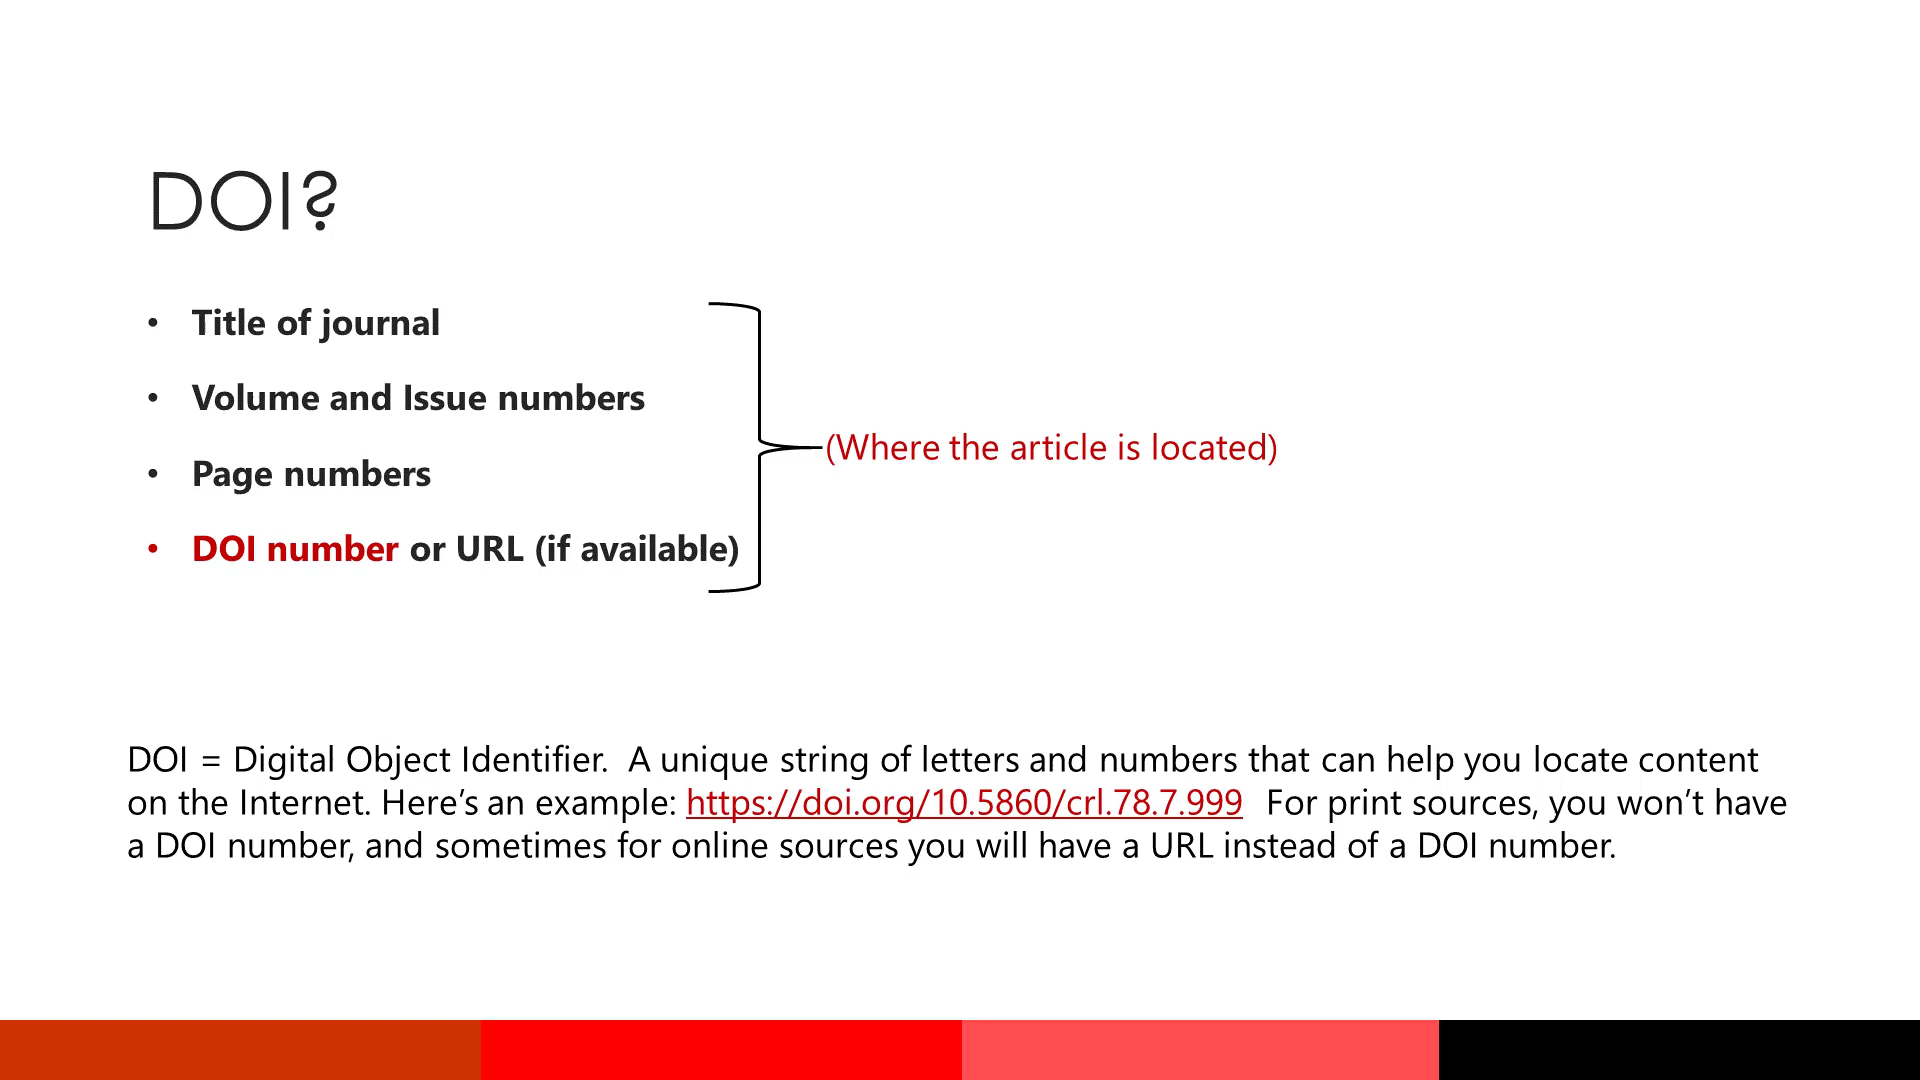 DOI?
• Title of journal
• Volume and Issue numbers
• Page numbers
• DOI number or URL (if available)
(Where the article is located)
DOI = Digital Object Identifier.  A unique string of letters and numbers that can help you locate content
on the Internet. Here’s an example: https://doi.org/10.5860/crl.78.7.999  For print sources, you won’t have
a DOI number, and sometimes for online sources you will have a URL instead of a DOI number.